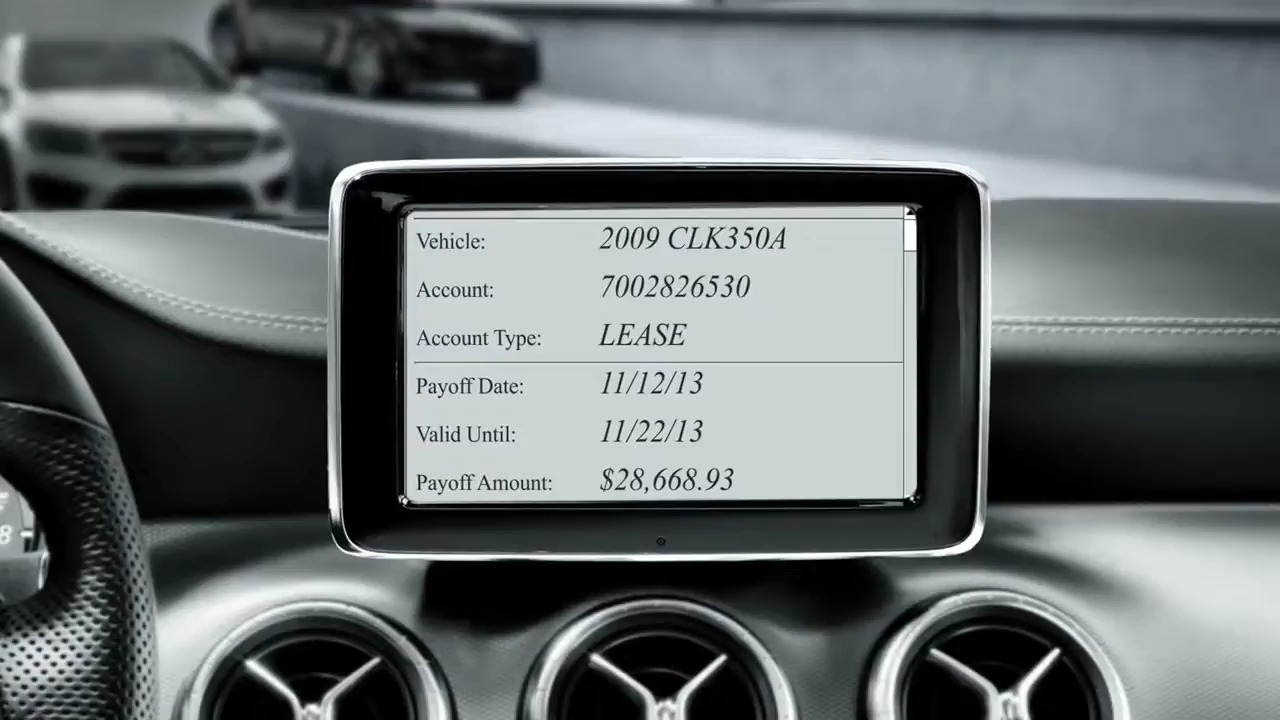 Vehicle: 2009 CLK350A
Account: 7002826530
Account Type: LEASE
Payoff Date: 11/12/13
Valid Until: 11/22/13
Payoff Amount: $28,668.93
8